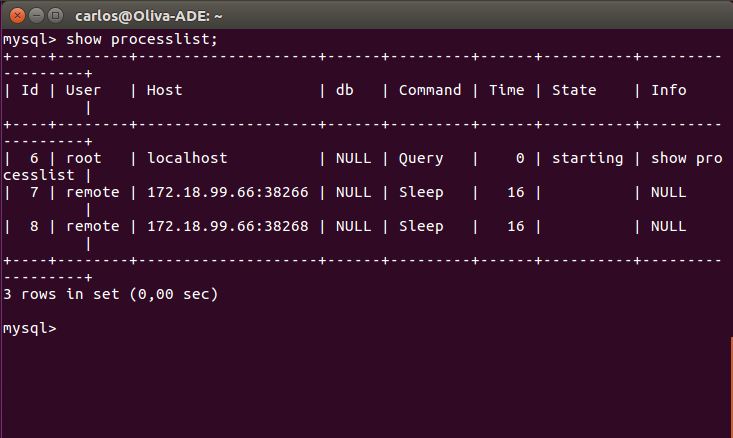 carlos@Oliva-ADE: ~
mysql> show processlist;
+----+--------+--------------------+------+---------+------+----------+---------
---------+
| Id | User   | Host               | db   | Command | Time | State    | Info
         |
+----+--------+--------------------+------+---------+------+----------+---------
---------+
|  6 | root   | localhost          | NULL | Query   |    0 | starting | show pro
cesslist |
|  7 | remote | 172.18.99.66:38266 | NULL | Sleep   |   16 |          | NULL
         |
|  8 | remote | 172.18.99.66:38268 | NULL | Sleep   |   16 |          | NULL
         |
+----+--------+--------------------+------+---------+------+----------+---------
---------+
3 rows in set (0,00 sec)
mysql>